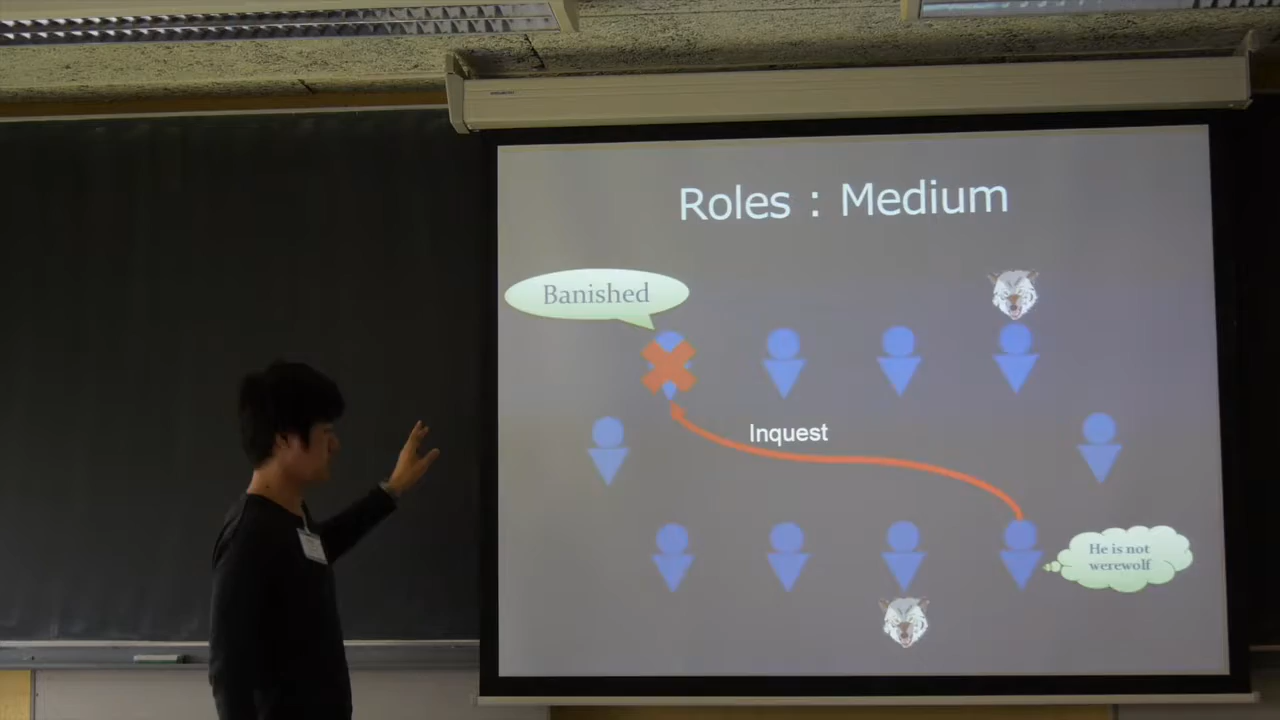 Roles : Medium
Banished
Inquest
He is not
werewolf